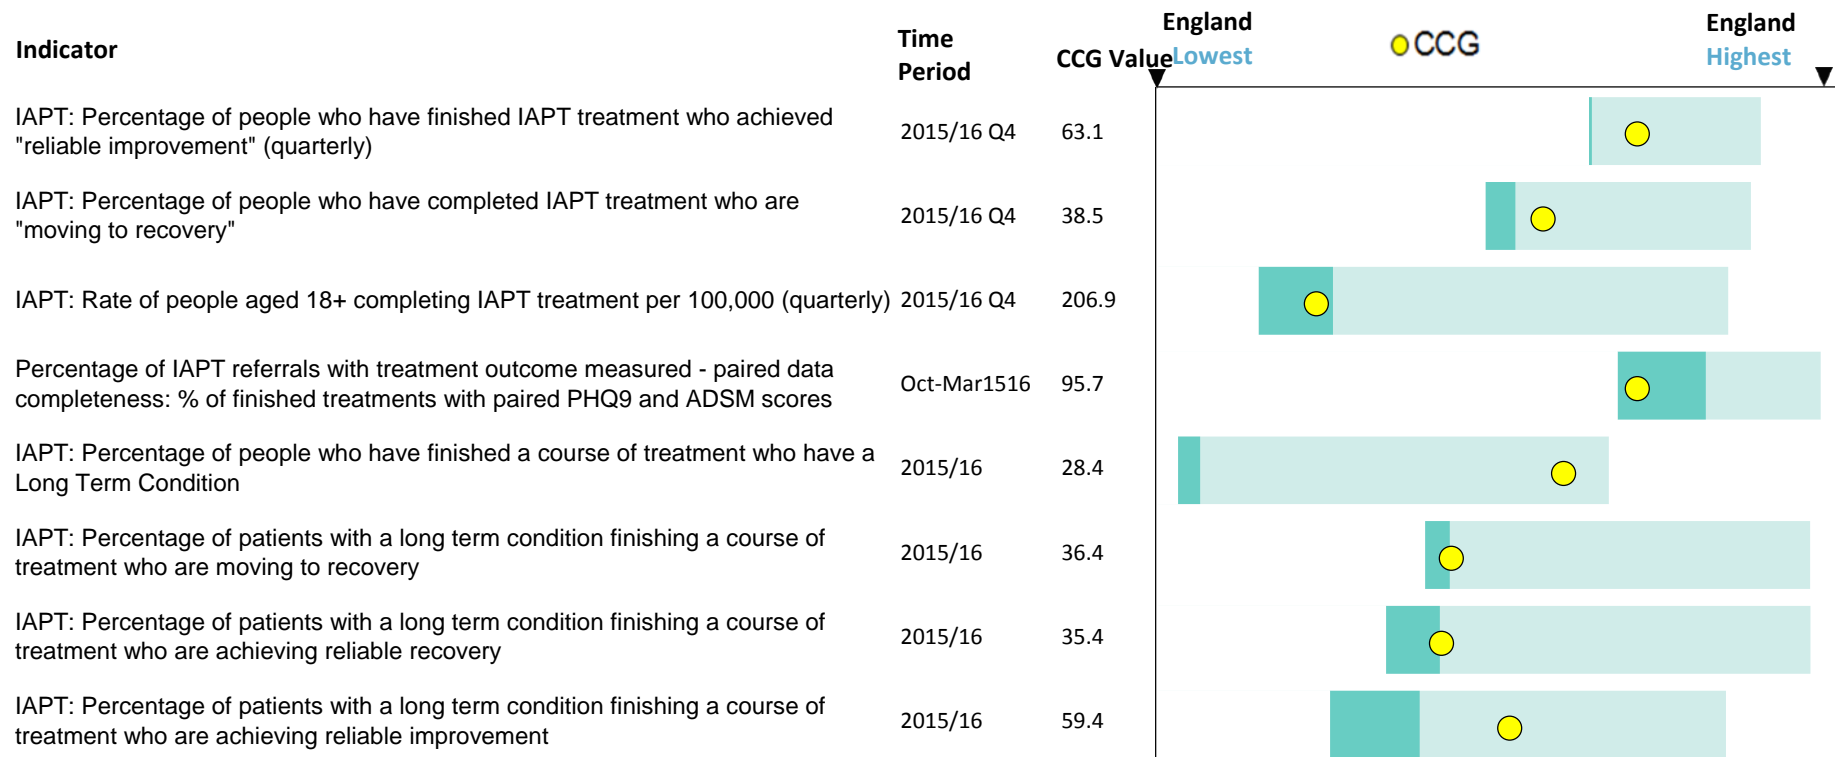 Indicator
Time
Period
CCG Value
England
Lowest
CCG
England
Highest
IAPT: Percentage of people who have finished IAPT treatment who achieved
"reliable improvement" (quarterly)
2015/16 Q4
63.1
IAPT: Percentage of people who have completed IAPT treatment who are
"moving to recovery"
2015/16 Q4
38.5
IAPT: Rate of people aged 18+ completing IAPT treatment per 100,000 (quarterly)
2015/16 Q4
206.9
Percentage of IAPT referrals with treatment outcome measured - paired data
completeness: % of finished treatments with paired PHQ9 and ADSM scores
Oct-Mar1516
95.7
IAPT: Percentage of people who have finished a course of treatment who have a
Long Term Condition
2015/16
28.4
IAPT: Percentage of patients with a long term condition finishing a course of
treatment who are moving to recovery
2015/16
36.4
IAPT: Percentage of patients with a long term condition finishing a course of
treatment who are achieving reliable recovery
2015/16
35.4
IAPT: Percentage of patients with a long term condition finishing a course of
treatment who are achieving reliable improvement
2015/16
59.4